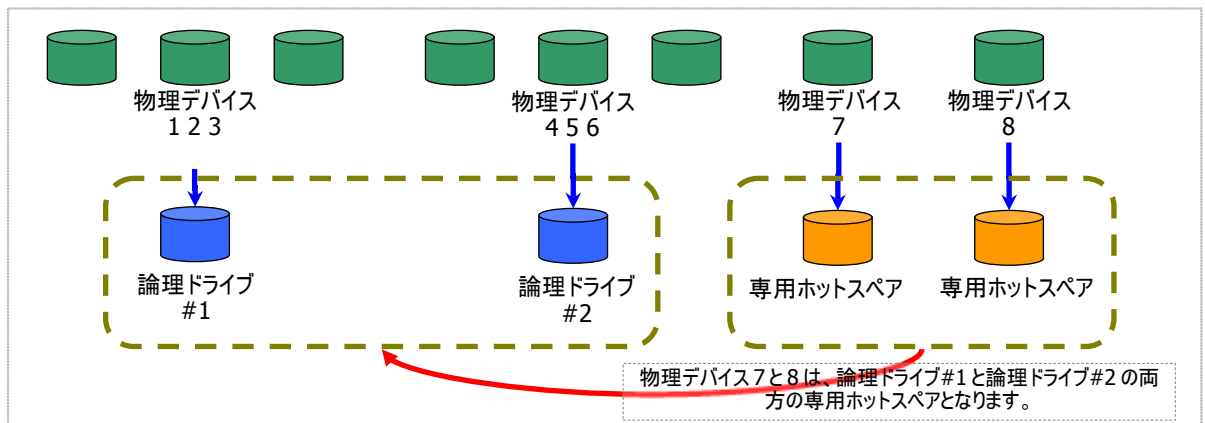 物理デバイス
1 2 3
物理デバイス
4 5 6
物理デバイス
7
物理デバイス
8
論理ドライブ
#1
論理ドライブ
#2
専用ホットスペア
専用ホットスペア
物理デバイス7と8は、論理ドライブ#1と論理ドライブ#2の両
方の専用ホットスペアとなります。